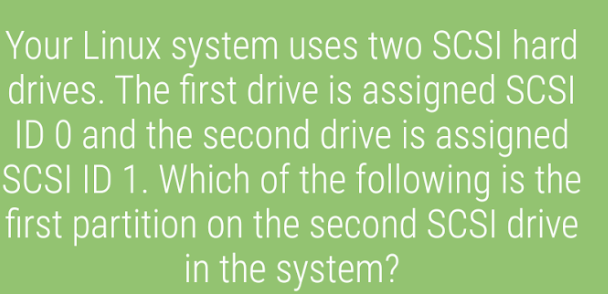 Your Linux system uses two SCSI hard
drives. The first drive is assigned SCSI
ID 0 and the second drive is assigned
SCSI ID 1. Which of the following is the
first partition on the second SCSI drive
in the system?